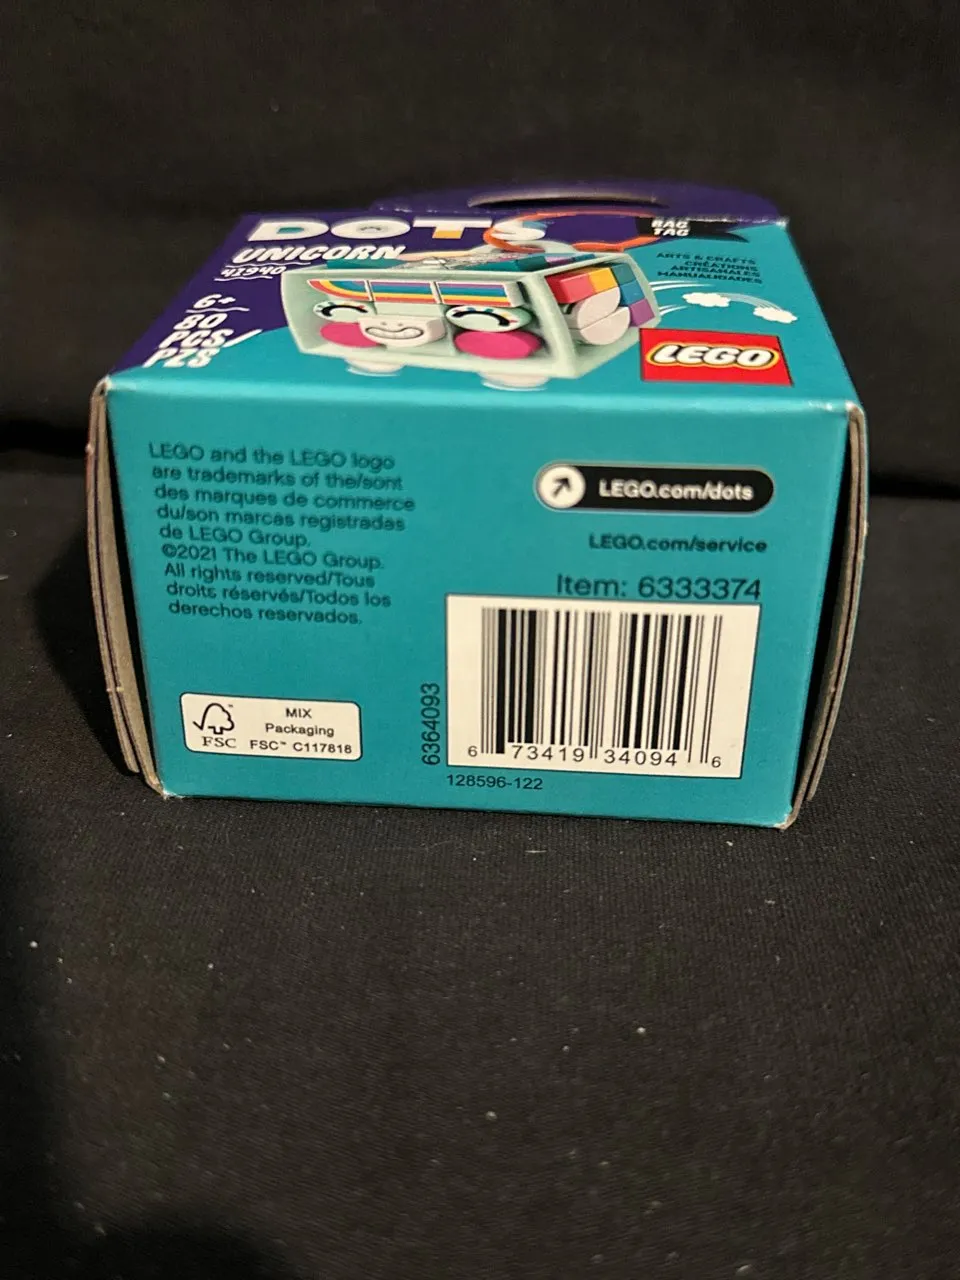 DOTS
UNICORN
41940
6+
80
PCS/
PZS
BAG
TAG
ARTS & CRAFTS
CRÉATIONS
ARTISANALES
MANUALIDADES
LEGO
LEGO and the LEGO logo
are trademarks of the/sont
des marques de commerce
du/son marcas registradas
de LEGO Group.
©2021 The LEGO Group.
All rights reserved/Tous
droits réservés/Todos los
derechos reservados.
LEGO.com/dots
LEGO.com/service
Item: 6333374
6 73419 34094 6
6364093
128596-122
FSC
MIX
Packaging
FSC™ C117818